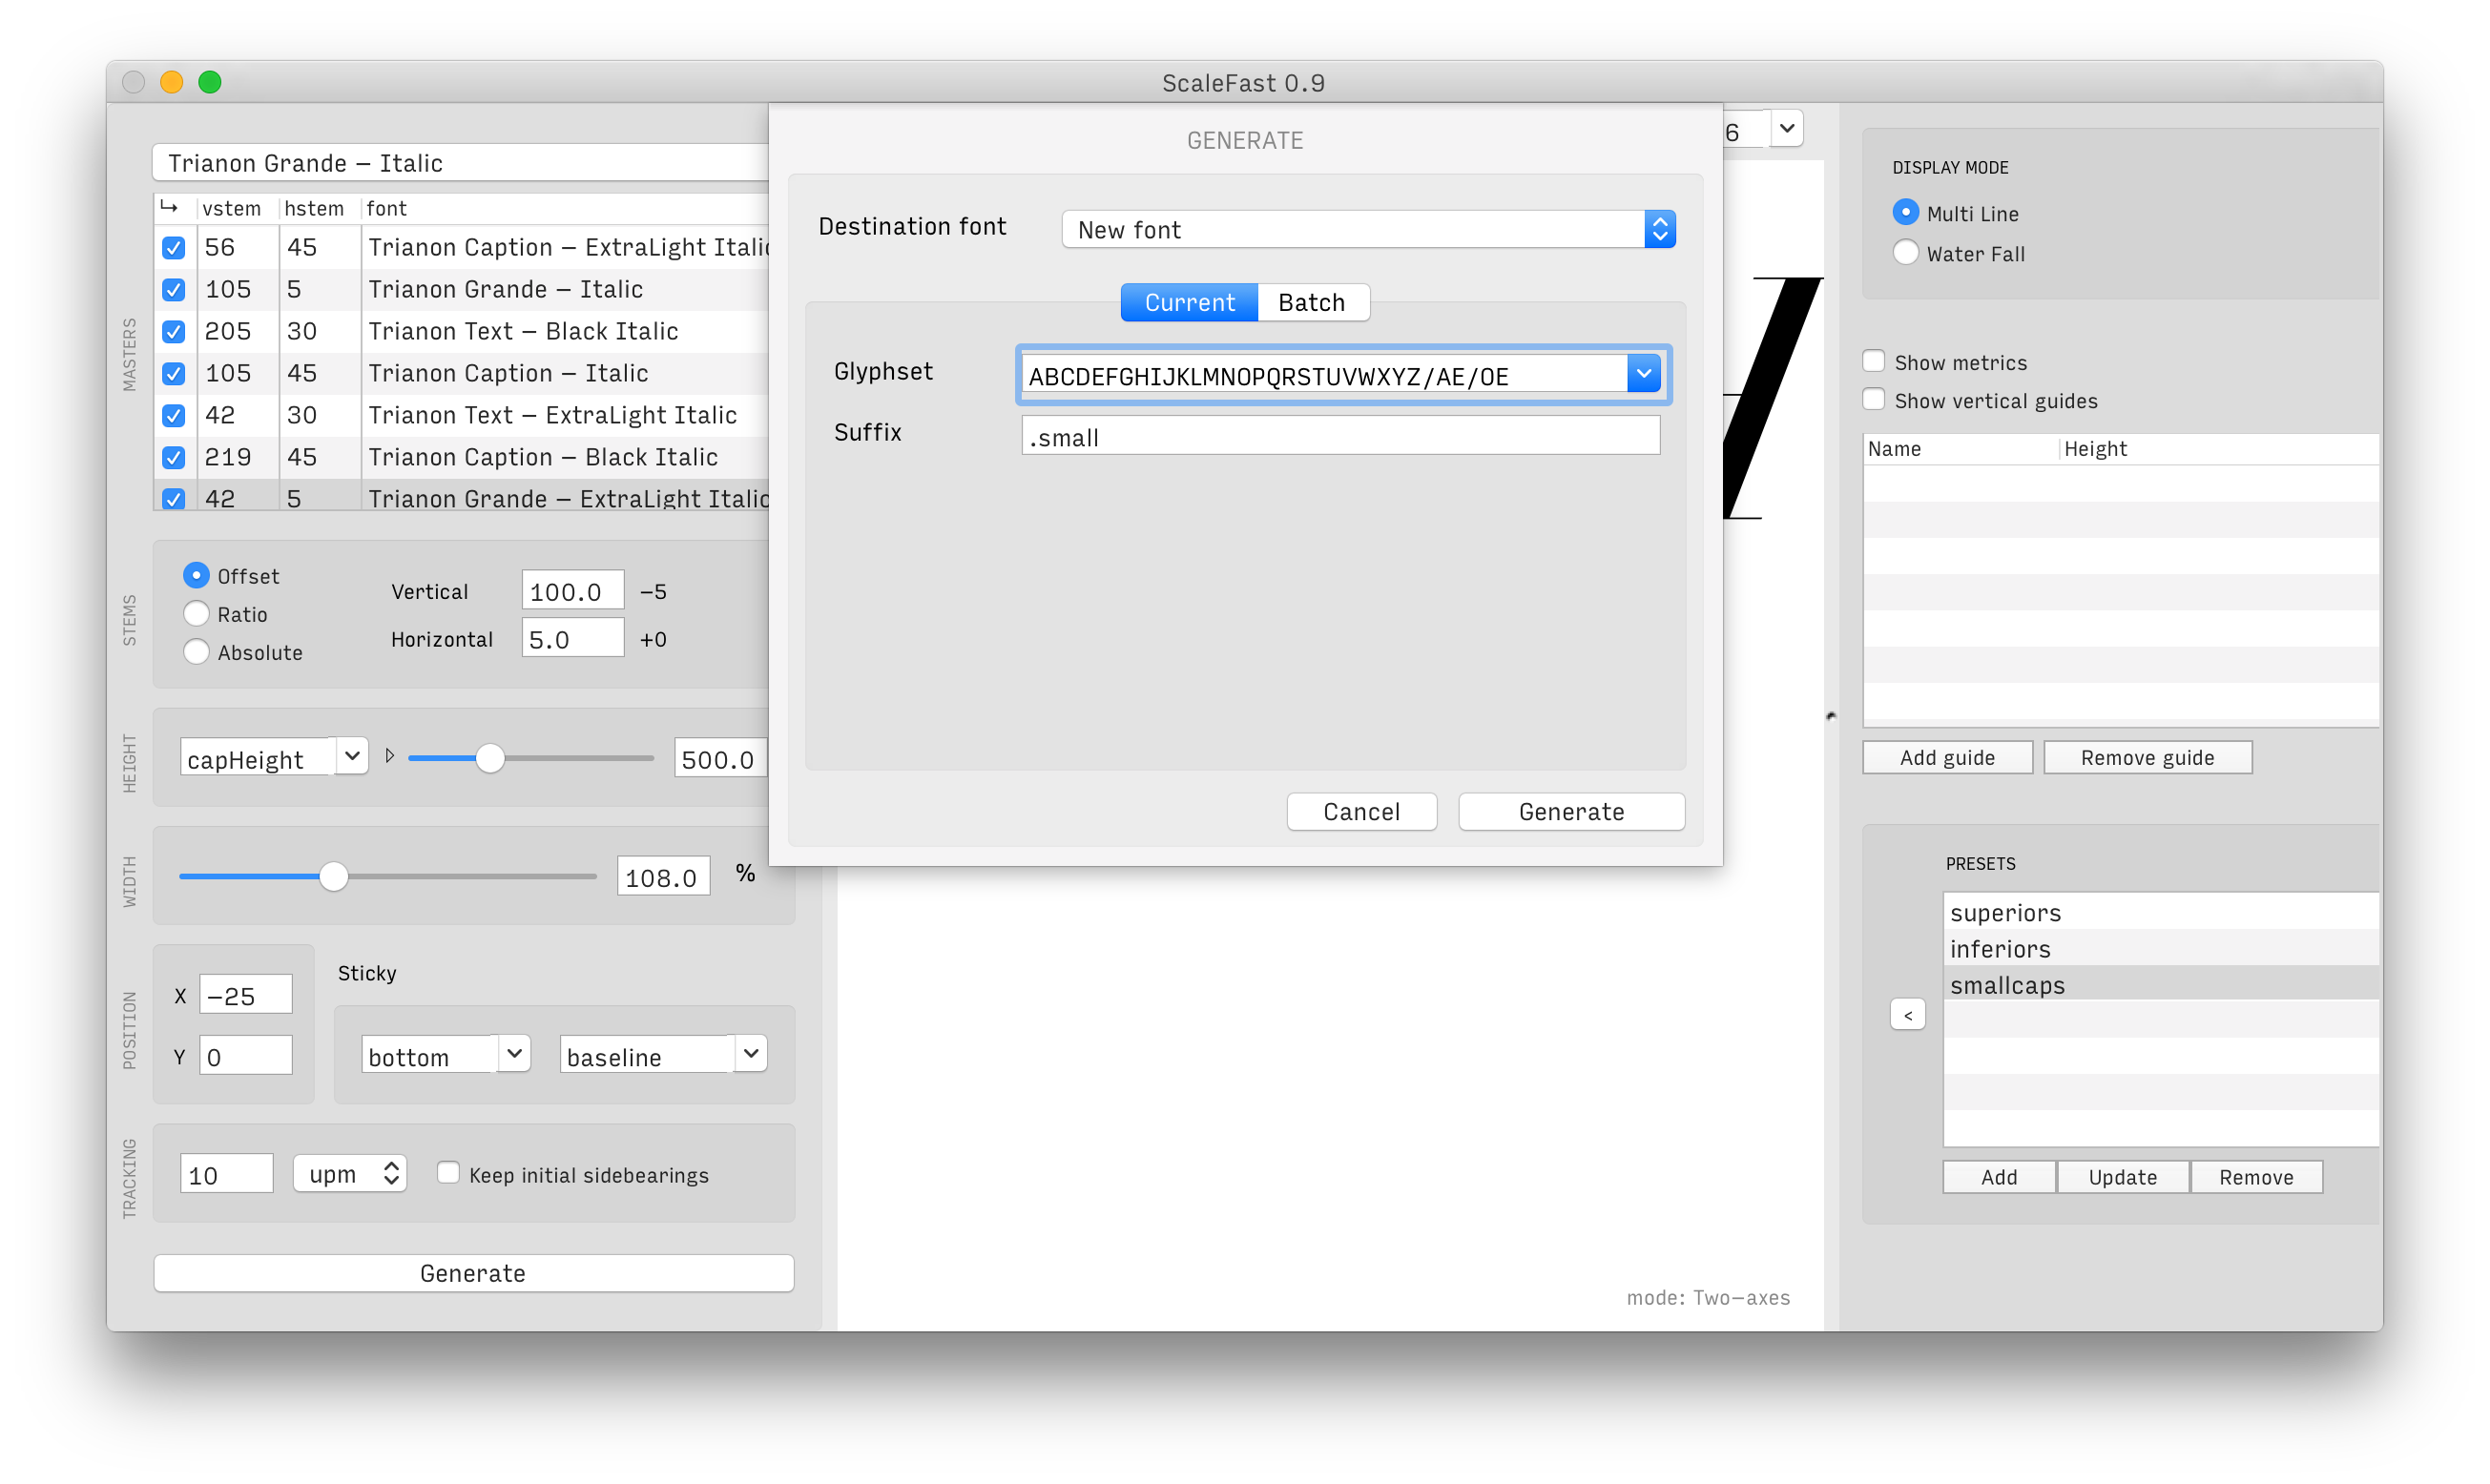 ScaleFast 0.9
Trianon Grande – Italic
vstem hstem font
56 45 Trianon Caption – ExtraLight Italic
105 5 Trianon Grande – Italic
205 30 Trianon Text – Black Italic
105 45 Trianon Caption – Italic
42 30 Trianon Text – ExtraLight Italic
219 45 Trianon Caption – Black Italic
42 5 Trianon Grande – ExtraLight Italic
MASTERS
STEMS
Offset
Ratio
Absolute
Vertical 100.0 –5
Horizontal 5.0 +0
HEIGHT
capHeight 500.0
WIDTH
108.0 %
POSITION
X –25
Y 0
Sticky
bottom baseline
TRACKING
10 upm Keep initial sidebearings
Generate
GENERATE
Destination font New font
Current Batch
Glyphset ABCDEFGHIJKLMNOPQRSTUVWXYZ/AE/OE
Suffix .small
Cancel Generate
6
mode: Two–axes
DISPLAY MODE
Multi Line
Water Fall
Show metrics
Show vertical guides
Name Height
Add guide Remove guide
PRESETS
superiors
inferiors
smallcaps
<
Add Update Remove